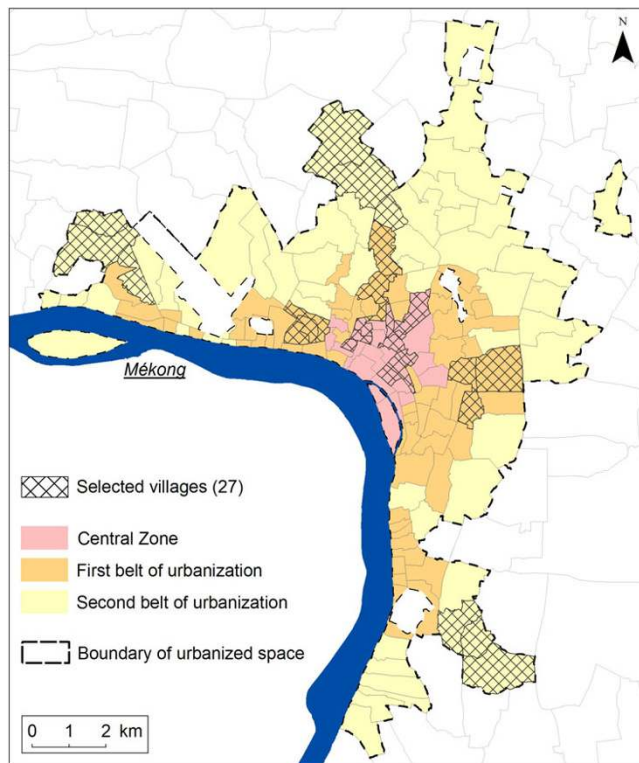 N
Mékong
Selected villages (27)
Central Zone
First belt of urbanization
Second belt of urbanization
Boundary of urbanized space
0 1 2 km